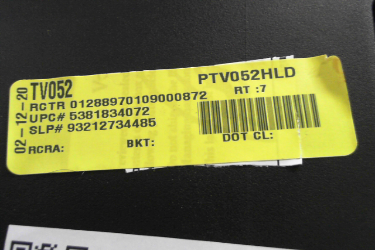 02-12-20
TV052
PTV052HLD
RCTR 01288970109000872
RT :7
UPC# 5381834072
SLP# 93212734485
RCRA:
BKT:
DOT CL: